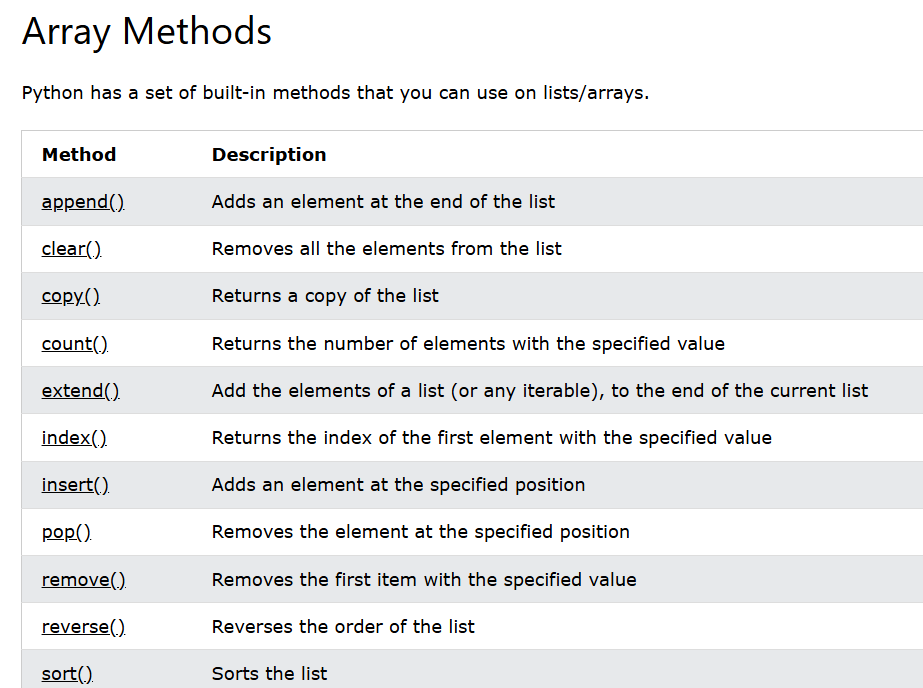 Array Methods
Python has a set of built-in methods that you can use on lists/arrays.
Method Description
append() Adds an element at the end of the list
clear() Removes all the elements from the list
copy() Returns a copy of the list
count() Returns the number of elements with the specified value
extend() Add the elements of a list (or any iterable), to the end of the current list
index() Returns the index of the first element with the specified value
insert() Adds an element at the specified position
pop() Removes the element at the specified position
remove() Removes the first item with the specified value
reverse() Reverses the order of the list
sort() Sorts the list